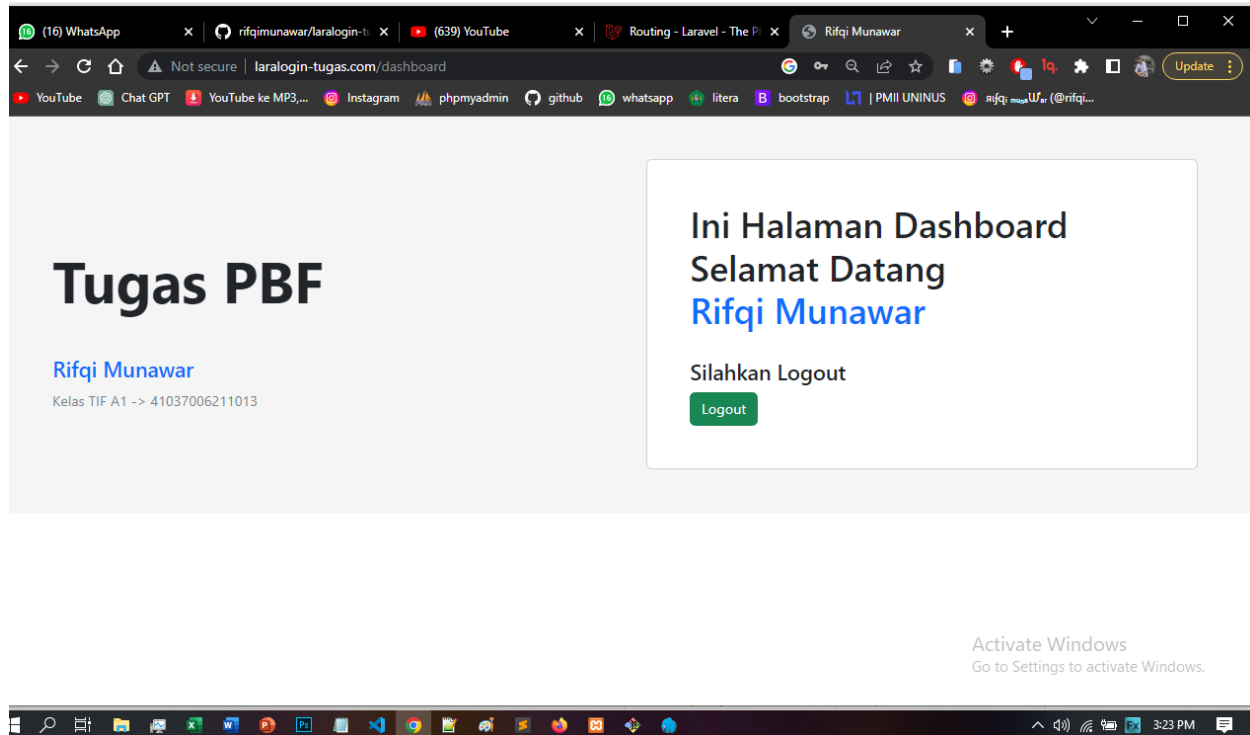 (16) WhatsApp
rifqimunawar/laralogin-tu
(639) YouTube
Routing - Laravel - The P
Rifqi Munawar
Not secure | laralogin-tugas.com/dashboard
Update
YouTube
Chat GPT
YouTube ke MP3,...
Instagram
phpmyadmin
github
whatsapp
litera
bootstrap
| PMII UNINUS
(@rifqi...
Tugas PBF
Rifqi Munawar
Kelas TIF A1 -> 41037006211013
Ini Halaman Dashboard
Selamat Datang
Rifqi Munawar
Silahkan Logout
Logout
Activate Windows
Go to Settings to activate Windows.
3:23 PM